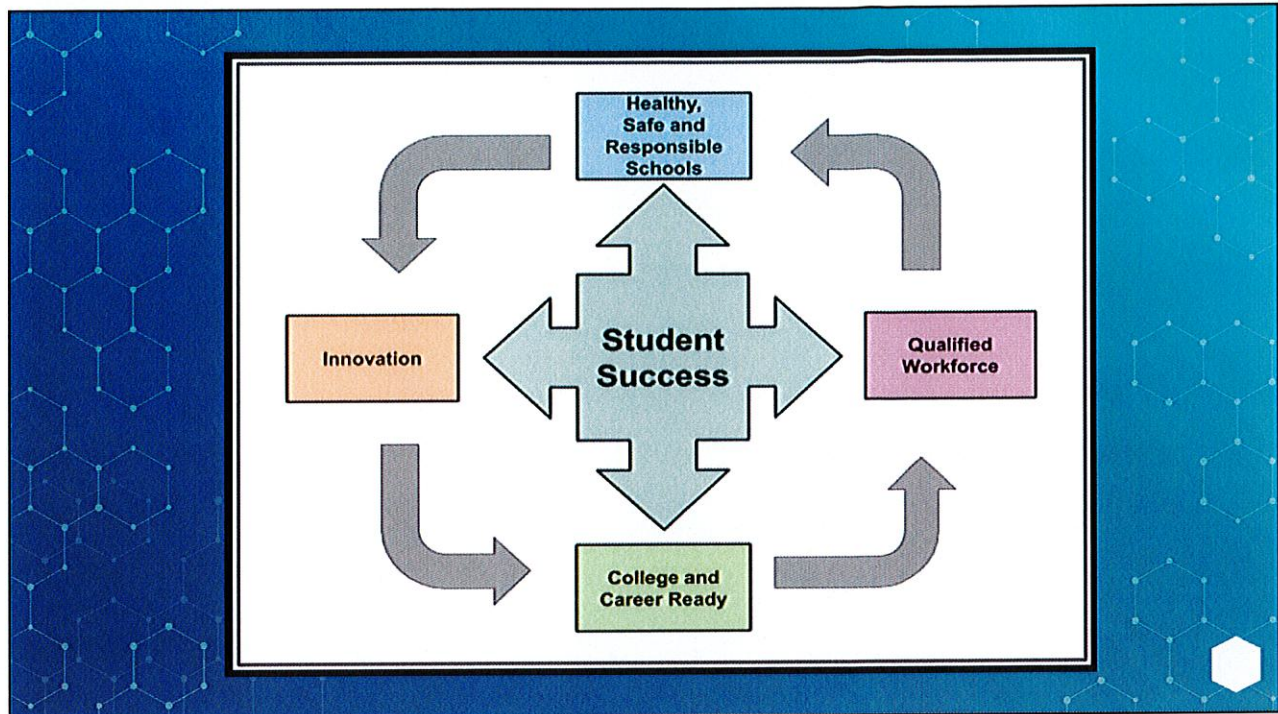 Healthy,
Safe and
Responsible
Schools
Innovation
Student
Success
Qualified
Workforce
College and
Career Ready